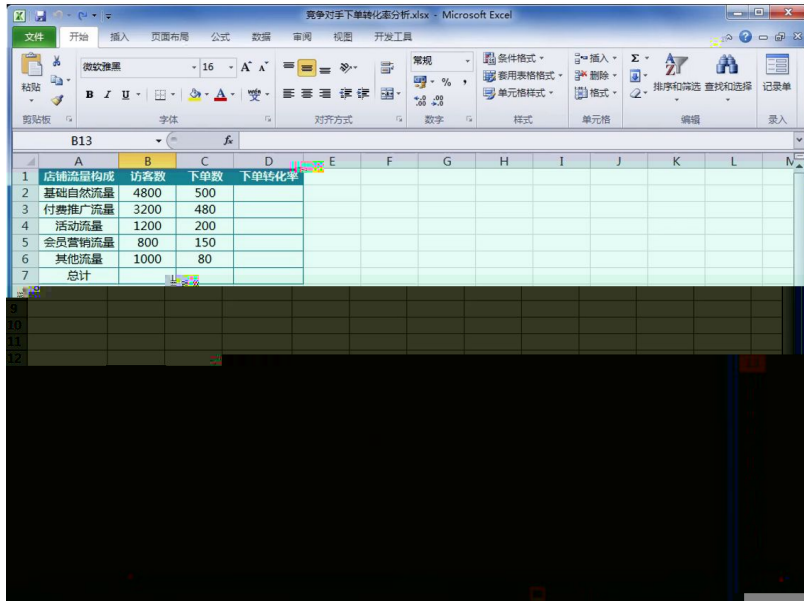 竞争对手下单转化率分析.xlsx - Microsoft Excel
文件 开始 插入 页面布局 公式 数据 审阅 视图 开发工具
微软雅黑 16 常规 条件格式 插入
粘贴 套用表格格式 删除 排序和筛选 查找和选择 记录单
B I U % , 单元格样式 格式
剪贴板 字体 对齐方式 数字 样式 单元格 编辑 录入
B13 fx
A B C D E F G H I J K L
1 店铺流量构成 访客数 下单数 下单转化率
2 基础自然流量 4800 500
3 付费推广流量 3200 480
4 活动流量 1200 200
5 会员营销流量 800 150
6 其他流量 1000 80
7 总计
9
10
11
12